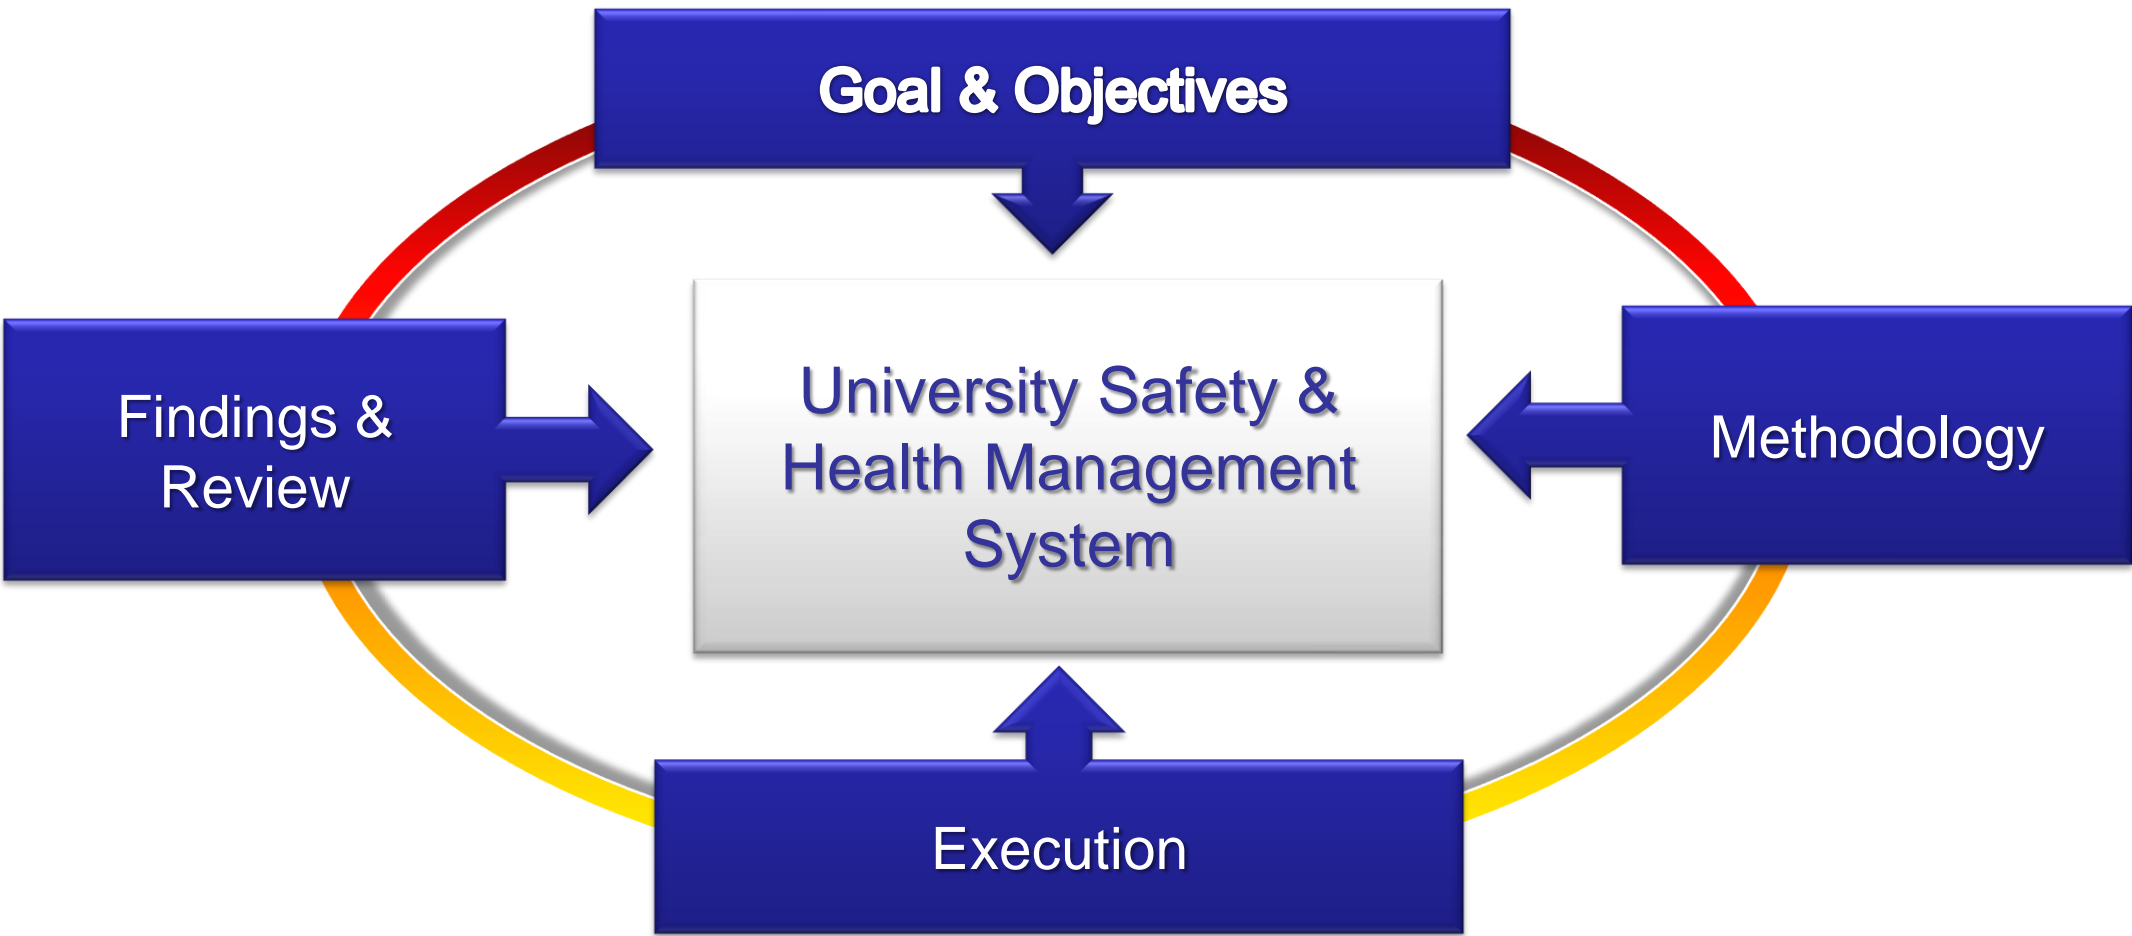 Goal & Objectives
Findings &
Review
University Safety &
Health Management
System
Methodology
Execution